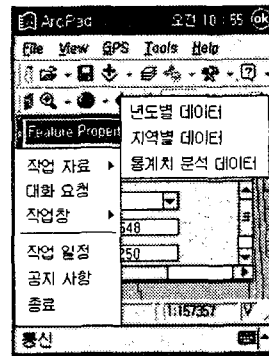 ArcPad 오전 10:55 ok
File View GPS Tools Help
Feature Propert
년도별 데이터
지역별 데이터
통계치 분석 데이터
작업 자료
대화 요청
작업창
작업 일정
공지 사항
종료
548
250
1:157357
통신